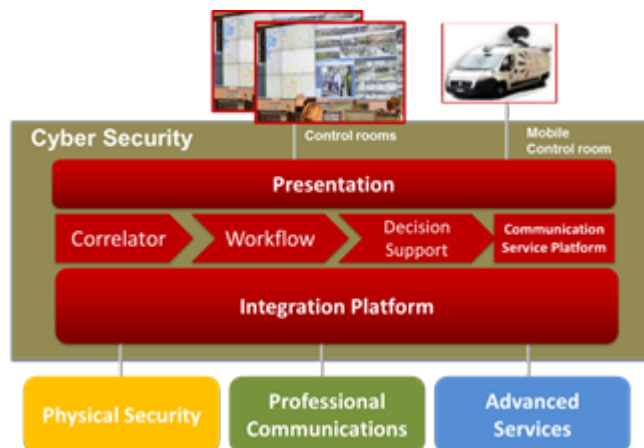 Cyber Security
Control rooms
Mobile
Control room
Presentation
Correlator
Workflow
Decision
Support
Communication
Service Platform
Integration Platform
Physical Security
Professional
Communications
Advanced
Services